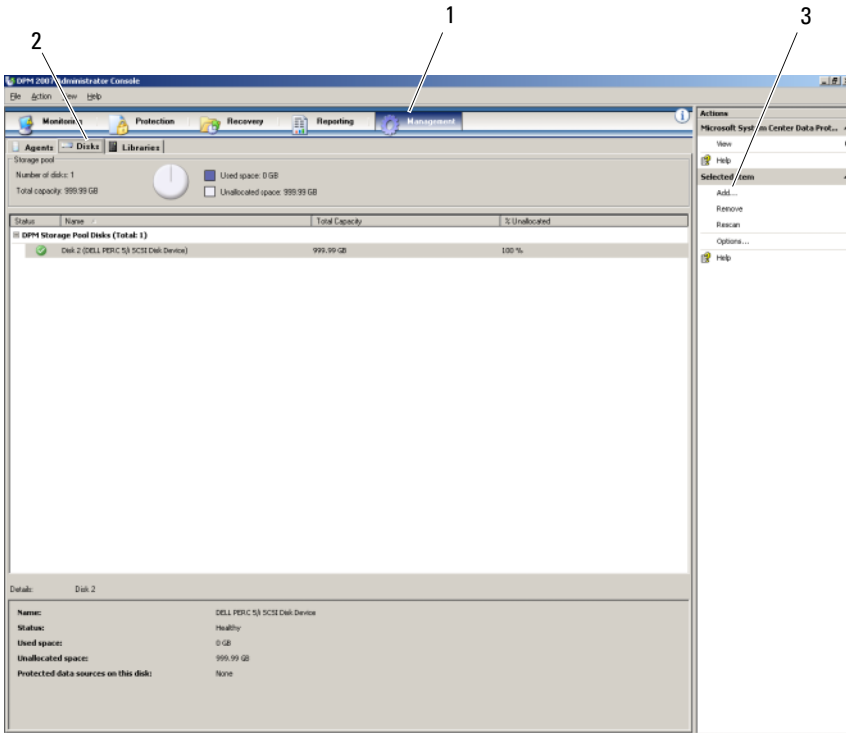 1
2
3
DPM 2007 Administrator Console
File Action View Help
Monitoring Protection Recovery Reporting Management
Agents Disks Libraries
Storage pool
Number of disks: 1
Total capacity: 999.99 GB
Used space: 0 GB
Unallocated space: 999.99 GB
Status Name Total Capacity % Unallocated
DPM Storage Pool Disks (Total: 1)
Disk 2 (DELL PERC 5/i SCSI Disk Device) 999.99 GB 100 %
Details: Disk 2
Name: DELL PERC 5/i SCSI Disk Device
Status: Healthy
Used space: 0 GB
Unallocated space: 999.99 GB
Protected data sources on this disk: None
Actions
Microsoft System Center Data Prot...
View
Help
Selected item
Add...
Remove
Rescan
Options...
Help